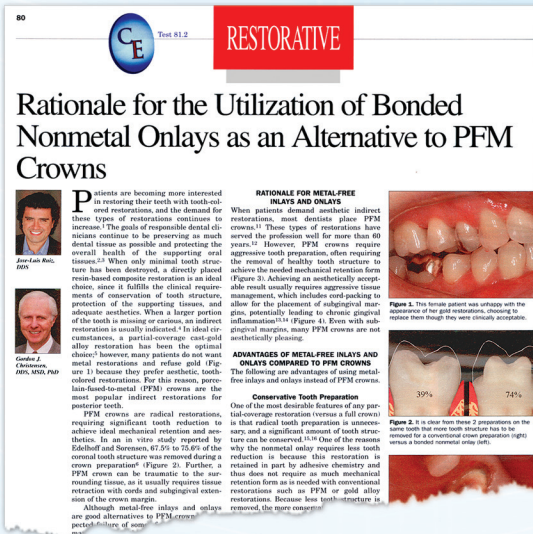 80
CE
Test 81.2
RESTORATIVE
Rationale for the Utilization of Bonded
Nonmetal Onlays as an Alternative to PFM
Crowns
Jose-Luis Ruiz,
DDS
Gordon J.
Christensen,
DDS, MSD, PhD
Patients are becoming more interested
in restoring their teeth with tooth-col-
ored restorations, and the demand for
these types of restorations continues to
increase.1 The goals of responsible dental cli-
nicians continue to be preserving as much
dental tissue as possible and protecting the
overall health of the supporting oral
tissues.2,3 When only minimal tooth struc-
ture has been destroyed, a directly placed
resin-based composite restoration is an ideal
choice, since it fulfills the clinical require-
ments of conservation of tooth structure,
protection of the supporting tissues, and
adequate aesthetics. When a larger portion
of the tooth is missing or carious, an indirect
restoration is usually indicated.4 In ideal cir-
cumstances, a partial-coverage cast-gold
alloy restoration has been the optimal
choice;5 however, many patients do not want
metal restorations and refuse gold (Fig-
ure 1) because they prefer aesthetic, tooth-
colored restorations. For this reason, porce-
lain-fused-to-metal (PFM) crowns are the
most popular indirect restorations for
posterior teeth.
PFM crowns are radical restorations,
requiring significant tooth reduction to
achieve ideal mechanical retention and aes-
thetics. In an in vitro study reported by
Edelhoff and Sorensen, 67.5% to 75.6% of the
coronal tooth structure was removed during a
crown preparation6 (Figure 2). Further, a
PFM crown can be traumatic to the sur-
rounding tissue, as it usually requires tissue
retraction with cords and subgingival exten-
sion of the crown margin.
Although metal-free inlays and onlays
are good alternatives to PFM crown
pected failure of som
RATIONALE FOR METAL-FREE
INLAYS AND ONLAYS
When patients demand aesthetic indirect
restorations, most dentists place PFM
crowns.11 These types of restorations have
served the profession well for more than 60
years.12 However, PFM crowns require
aggressive tooth preparation, often requiring
the removal of healthy tooth structure to
achieve the needed mechanical retention form
(Figure 3). Achieving an aesthetically accept-
able result usually requires aggressive tissue
management, which includes cord-packing to
allow for the placement of subgingival mar-
gins, potentially leading to chronic gingival
inflammation13,14 (Figure 4). Even with sub-
gingival margins, many PFM crowns are not
aesthetically pleasing.
ADVANTAGES OF METAL-FREE INLAYS AND
ONLAYS COMPARED TO PFM CROWNS
The following are advantages of using metal-
free inlays and onlays instead of PFM crowns.
Conservative Tooth Preparation
One of the most desirable features of any par-
tial-coverage restoration (versus a full crown)
is that radical tooth preparation is unneces-
sary, and a significant amount of tooth struc-
ture can be conserved.15,16 One of the reasons
why the nonmetal onlay requires less tooth
reduction is because this restoration is
retained in part by adhesive chemistry and
thus does not require as much mechanical
retention form as is needed with conventional
restorations such as PFM or gold alloy
restorations. Because less tooth structure is
removed, the more conser
Figure 1. This female patient was unhappy with the
appearance of her gold restorations, choosing to
replace them though they were clinically acceptable.
39%
74%
Figure 2. It is clear from these 2 preparations on the
same tooth that more tooth structure has to be
removed for a conventional crown preparation (right)
versus a bonded nonmetal onlay (left).